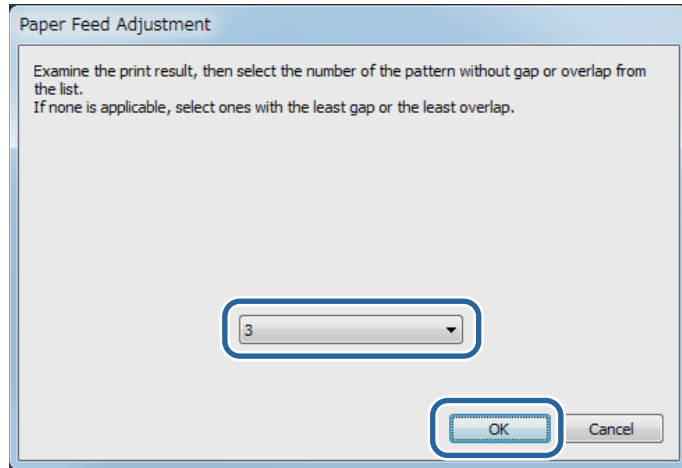 Paper Feed Adjustment
Examine the print result, then select the number of the pattern without gap or overlap from
the list.
If none is applicable, select ones with the least gap or the least overlap.
3
OK Cancel